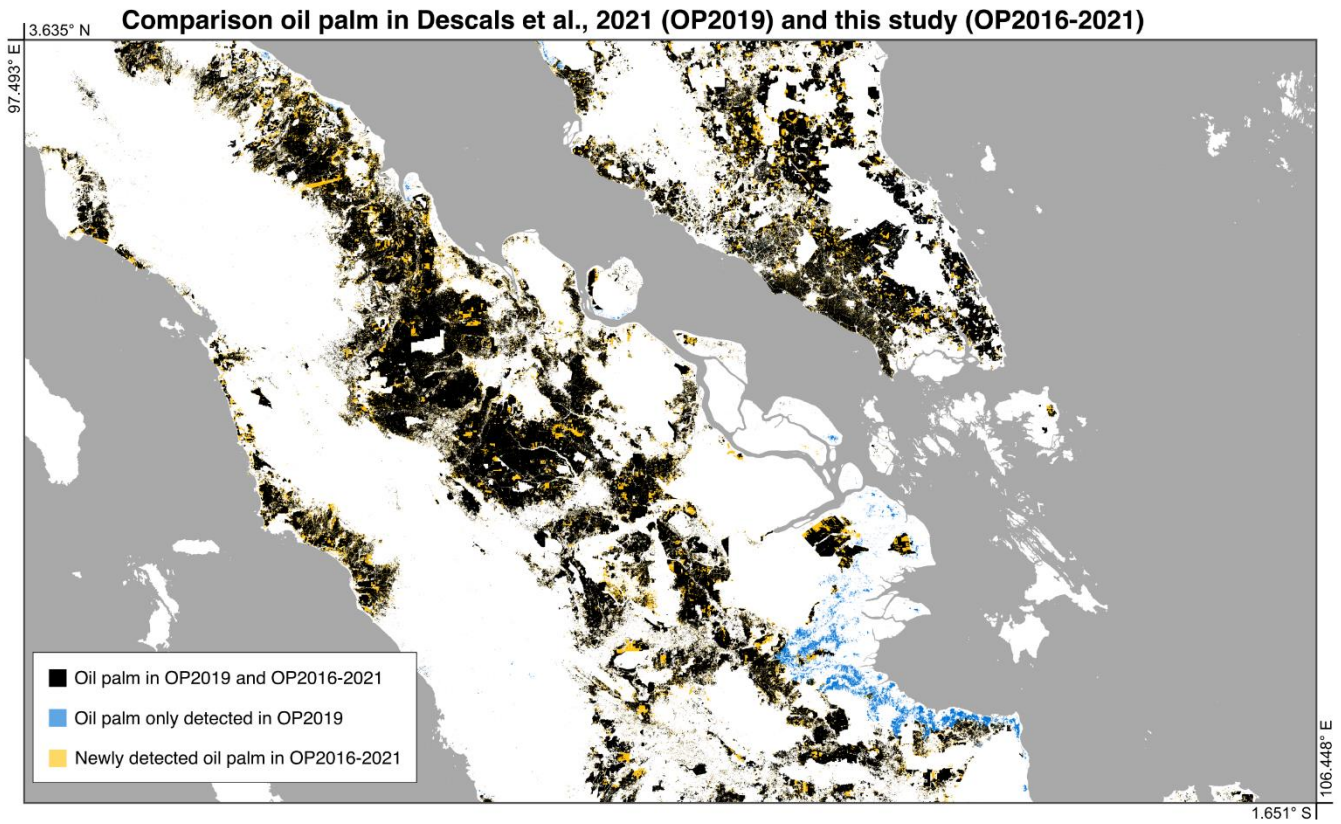 Comparison oil palm in Descals et al., 2021 (OP2019) and this study (OP2016-2021)
3.635° N
97.493° E
Oil palm in OP2019 and OP2016-2021
Oil palm only detected in OP2019
Newly detected oil palm in OP2016-2021
106.448° E
1.651° S